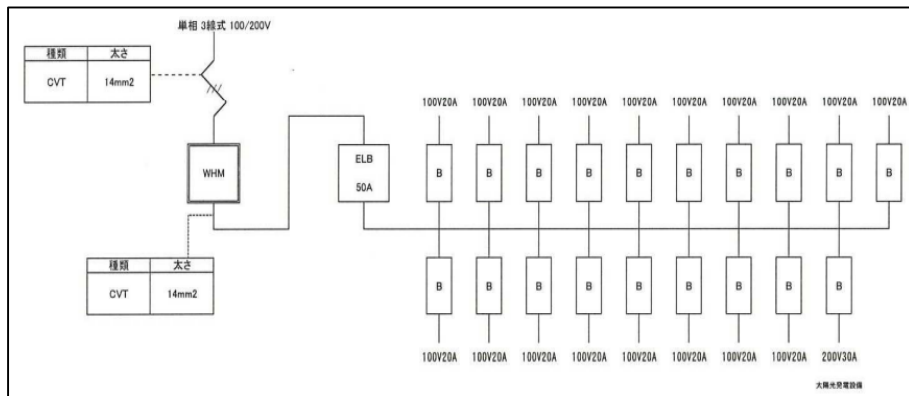 単相 3線式 100/200V
種類 太さ
CVT 14mm2
WHM
ELB
50A
100V20A 100V20A 100V20A 100V20A 100V20A 100V20A 100V20A 100V20A 100V20A 100V20A
B B B B B B B B B B
種類 太さ
CVT 14mm2
B B B B B B B B B
100V20A 100V20A 100V20A 100V20A 100V20A 100V20A 100V20A 100V20A 200V30A
太陽光発電設備